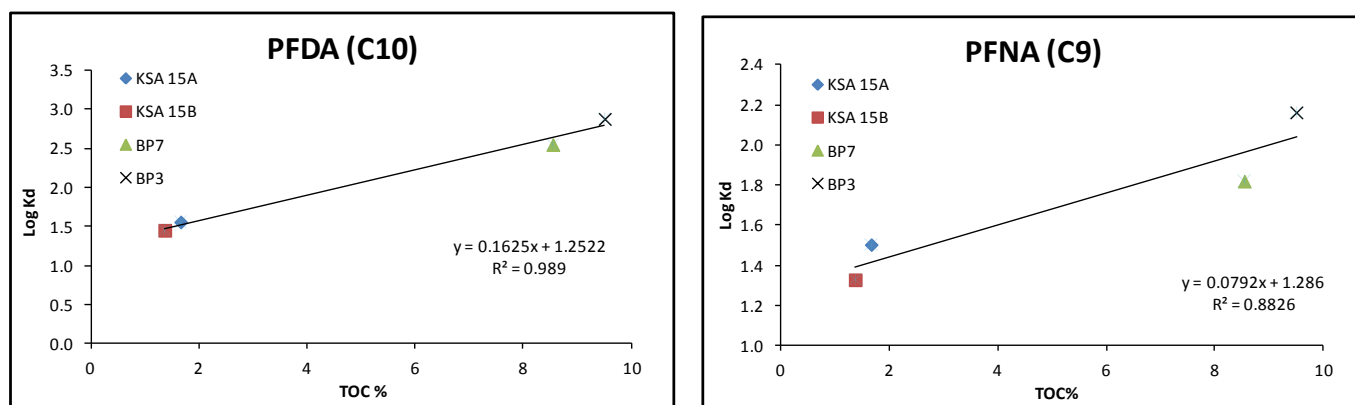 PFDA (C10)
KSA 15A
KSA 15B
BP7
BP3
3.5
3.0
2.5
2.0
1.5
1.0
0.5
0.0
Log Kd
y = 0.1625x + 1.2522
R² = 0.989
0 2 4 6 8 10
TOC %
PFNA (C9)
KSA 15A
KSA 15B
BP7
BP3
2.4
2.2
2.0
1.8
1.6
1.4
1.2
1.0
Log Kd
y = 0.0792x + 1.286
R² = 0.8826
0 2 4 6 8 10
TOC%